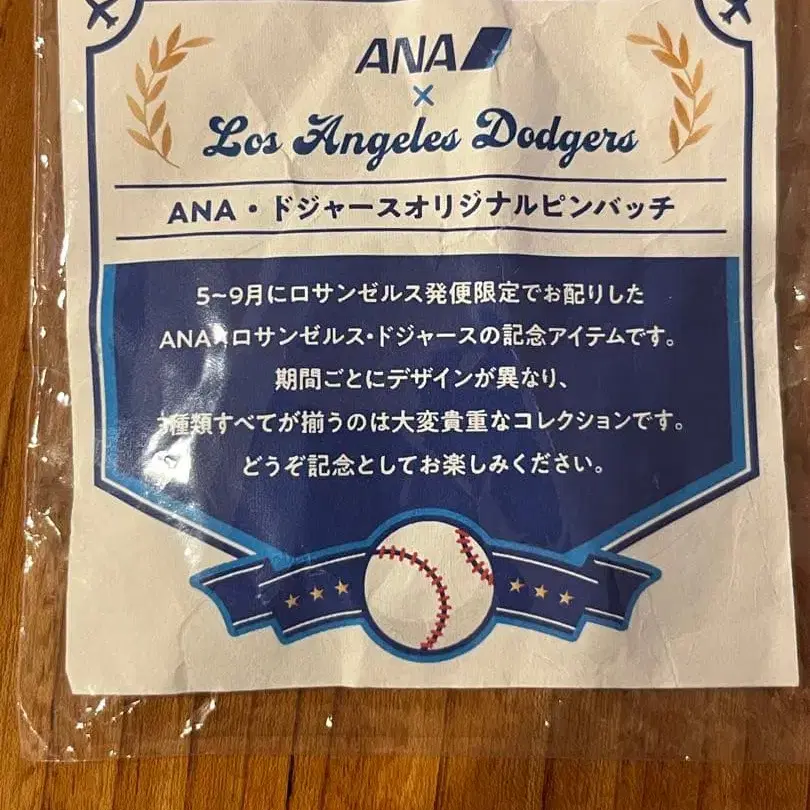 ANA
×
Los Angeles Dodgers
ANA・ドジャースオリジナルピンバッチ
5~9月にロサンゼルス発便限定でお配りした
ANA×ロサンゼルス・ドジャースの記念アイテムです。
期間ごとにデザインが異なり、
3種類すべてが揃うのは大変貴重なコレクションです。
どうぞ記念としてお楽しみください。